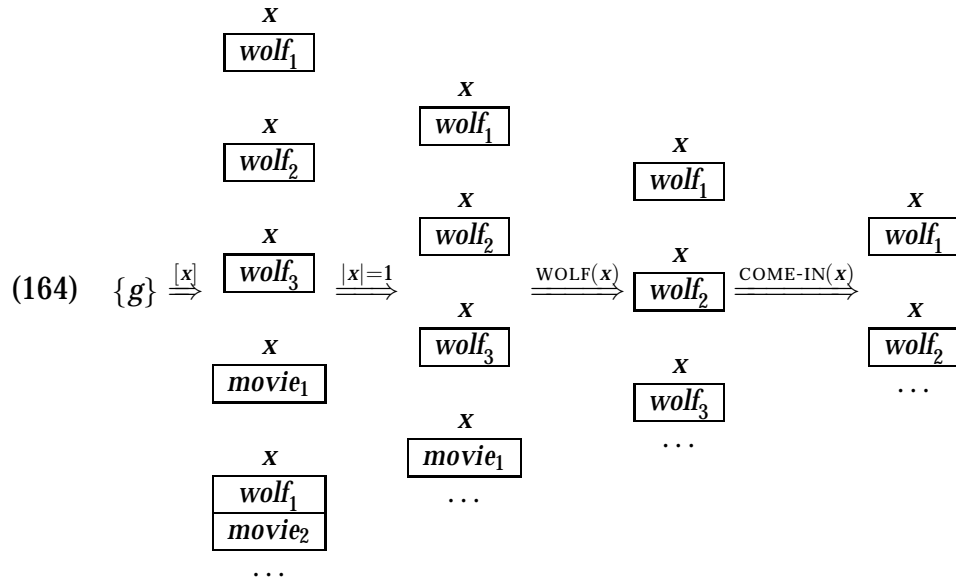 x
wolf₁
x
wolf₂
x
wolf₃
x
movie₁
x
wolf₁
movie₂
...
x
wolf₁
x
wolf₂
x
wolf₃
x
movie₁
...
x
wolf₁
x
wolf₂
x
wolf₃
...
x
wolf₁
x
wolf₂
...
(164) {g} [x]⟹ |x|=1⟹ WOLF(x)⟹ COME-IN(x)⟹